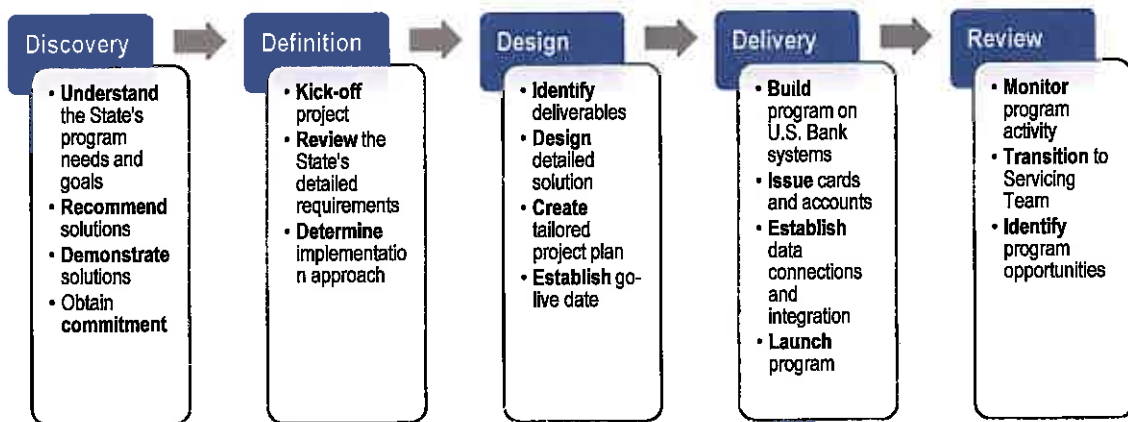 Discovery
• Understand
the State's
program
needs and
goals
• Recommend
solutions
• Demonstrate
solutions
• Obtain
commitment
Definition
• Kick-off
project
• Review the
State's
detailed
requirements
• Determine
implementatio
n approach
Design
• Identify
deliverables
• Design
detailed
solution
• Create
tailored
project plan
• Establish go-
live date
Delivery
• Build
program on
U.S. Bank
systems
• Issue cards
and accounts
• Establish
data
connections
and
integration
• Launch
program
Review
• Monitor
program
activity
• Transition to
Servicing
Team
• Identify
program
opportunities